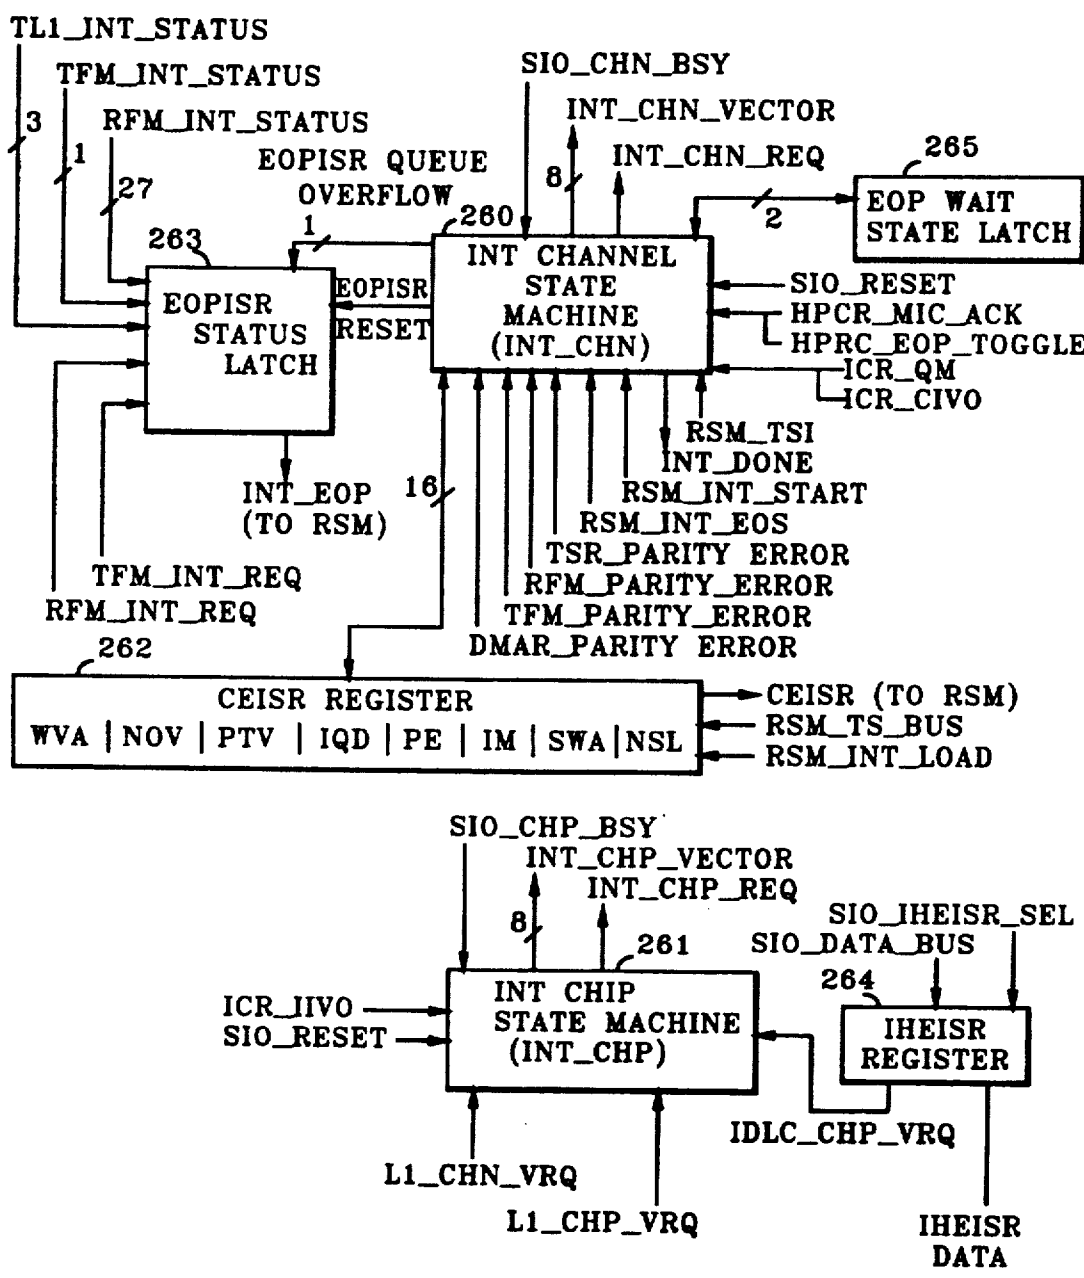 TL1_INT_STATUS
TFM_INT_STATUS
RFM_INT_STATUS
3
1
27
EOPISR QUEUE
OVERFLOW
1
SIO_CHN_BSY
INT_CHN_VECTOR
INT_CHN_REQ
8
2
265
EOP WAIT
STATE LATCH
263
EOPISR
STATUS
LATCH
EOPISR
RESET
260
INT CHANNEL
STATE
MACHINE
(INT_CHN)
SIO_RESET
HPCR_MIC_ACK
HPRC_EOP_TOGGLE
ICR_QM
ICR_CIVO
RSM_TSI
INT_DONE
RSM_INT_START
RSM_INT_EOS
TSR_PARITY ERROR
RFM_PARITY_ERROR
TFM_PARITY_ERROR
DMAR_PARITY ERROR
16
INT_EOP
(TO RSM)
TFM_INT_REQ
RFM_INT_REQ
262
CEISR REGISTER
WVA | NOV | PTV | IQD | PE | IM | SWA | NSL
CEISR (TO RSM)
RSM_TS_BUS
RSM_INT_LOAD
SIO_CHP_BSY
INT_CHP_VECTOR
INT_CHP_REQ
8
261
INT CHIP
STATE MACHINE
(INT_CHP)
ICR_IIVO
SIO_RESET
L1_CHN_VRQ
L1_CHP_VRQ
SIO_IHEISR_SEL
SIO_DATA_BUS
264
IHEISR
REGISTER
IDLC_CHP_VRQ
IHEISR
DATA